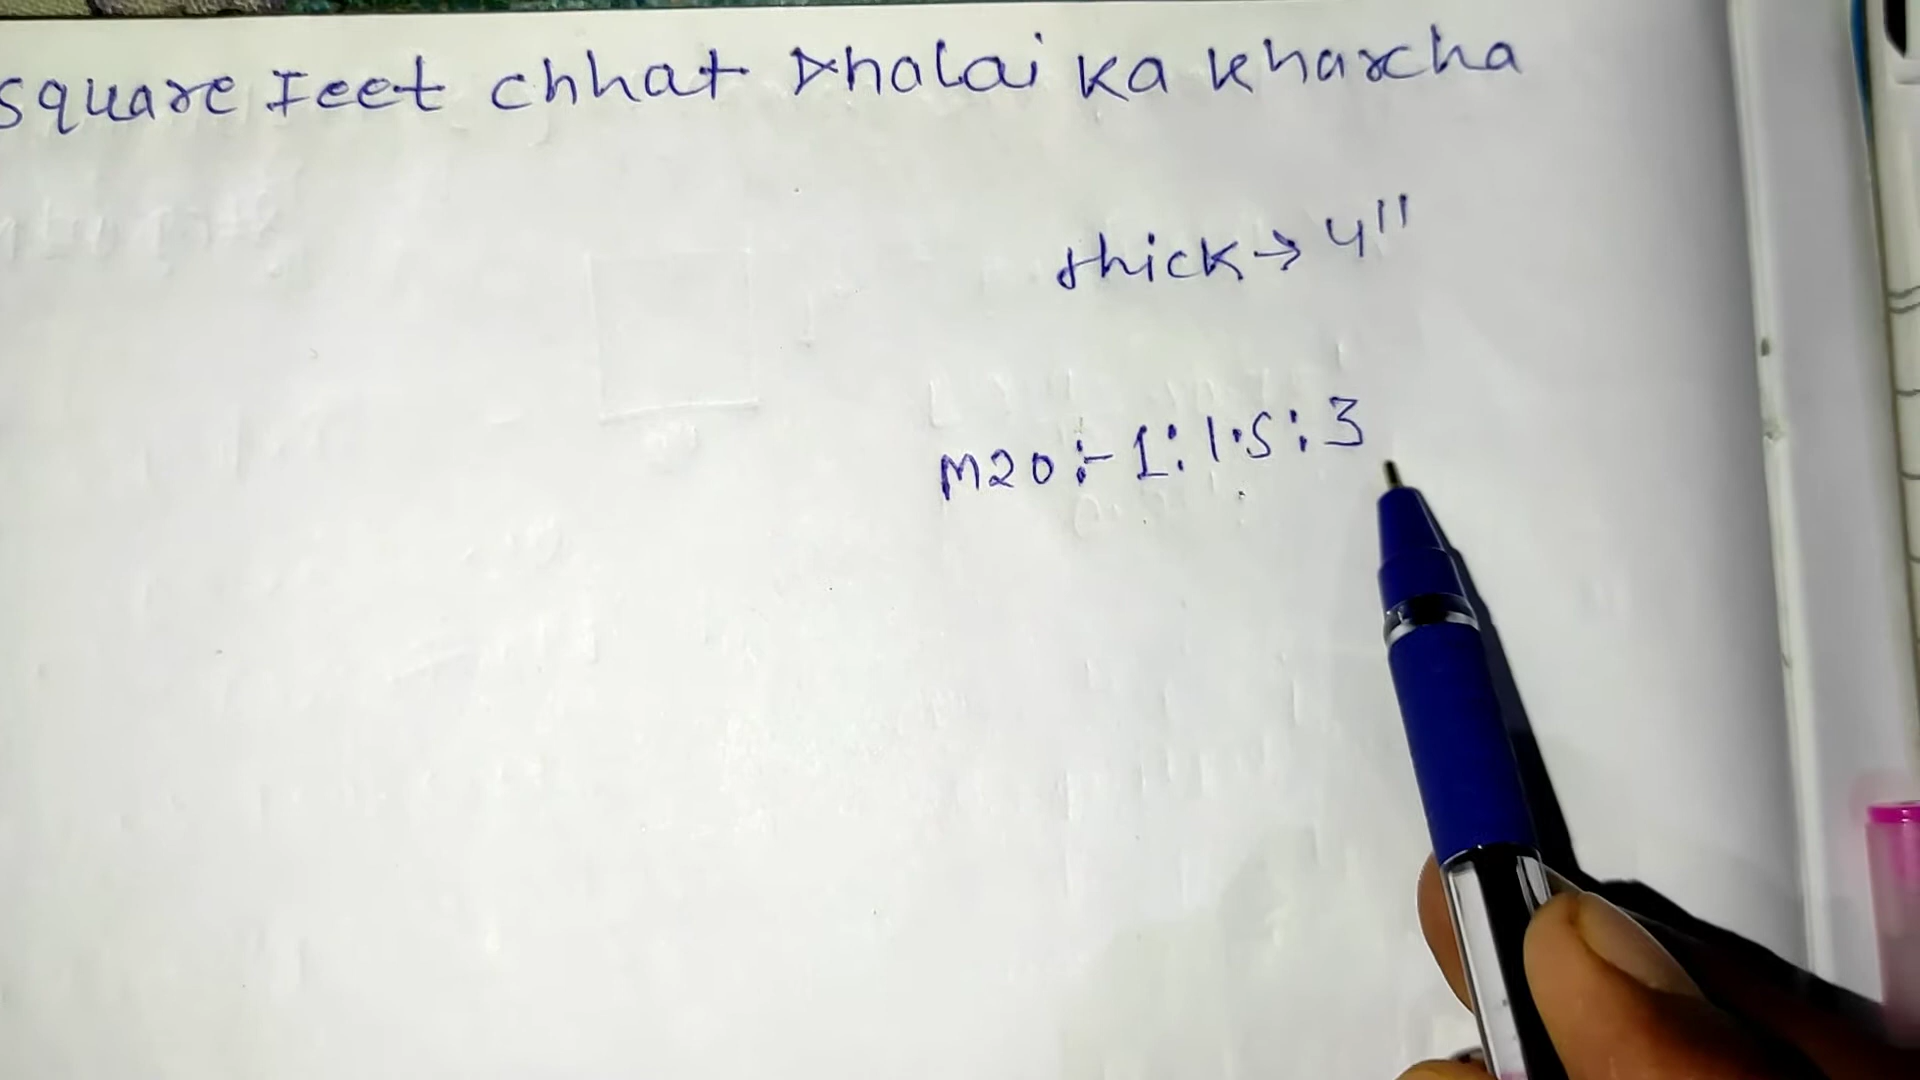 square Feet chhat Dhalai ka kharcha
thick → 4"
M20 :- 1 : 1.5 : 3